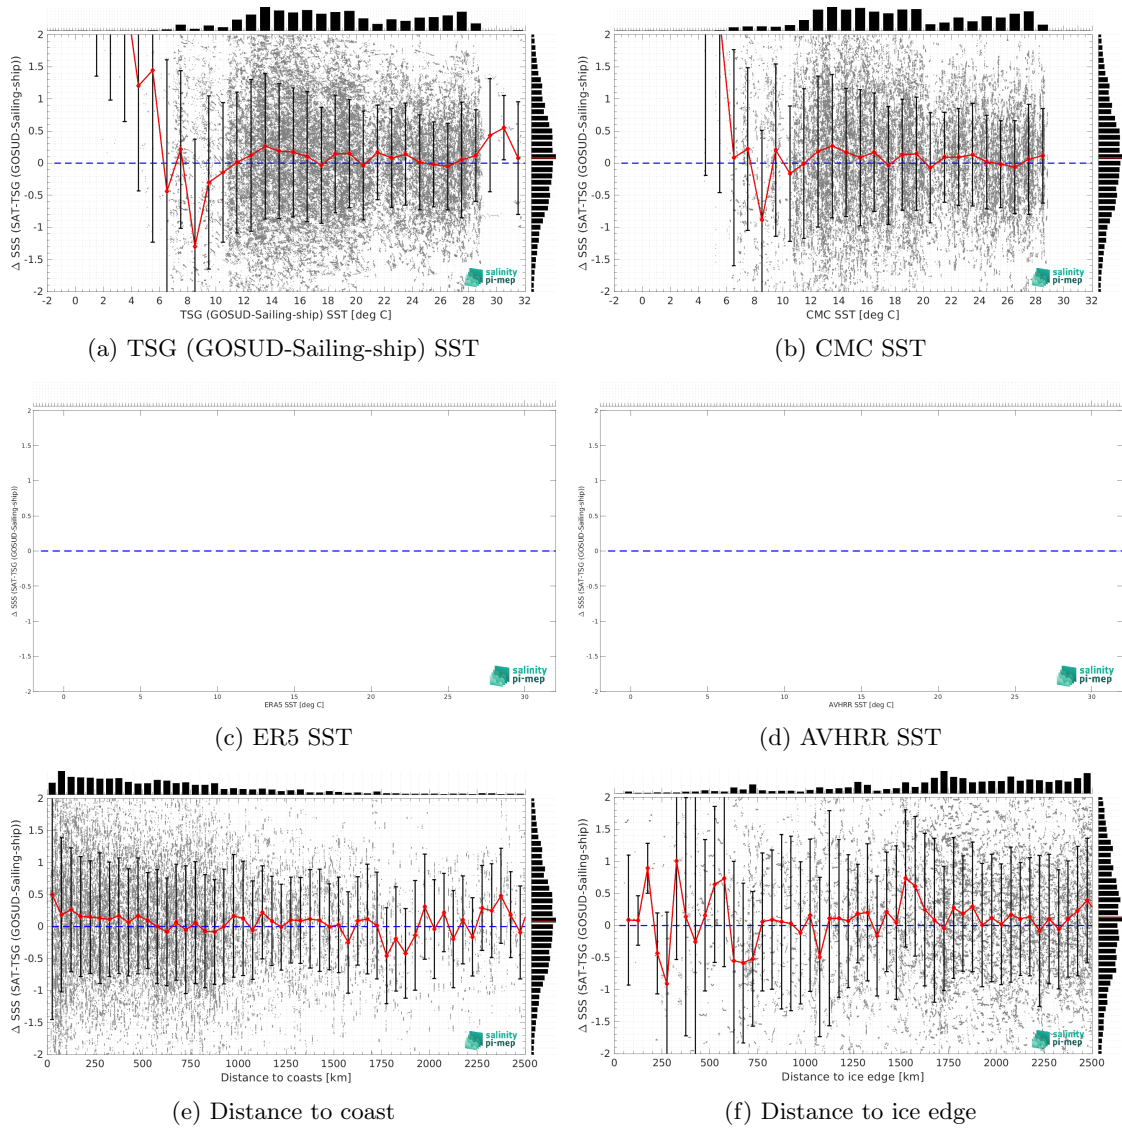 2
1.5
1
0.5
0
-0.5
-1
-1.5
-2
Δ SSS (SAT-TSG (GOSUD-Sailing-ship))
-2 0 2 4 6 8 10 12 14 16 18 20 22 24 26 28 30 32
TSG (GOSUD-Sailing-ship) SST [deg C]
salinity
pi-mep
(a) TSG (GOSUD-Sailing-ship) SST
2
1.5
1
0.5
0
-0.5
-1
-1.5
-2
Δ SSS (SAT-TSG (GOSUD-Sailing-ship))
-2 0 2 4 6 8 10 12 14 16 18 20 22 24 26 28 30 32
CMC SST [deg C]
salinity
pi-mep
(b) CMC SST
2
1.5
1
0.5
0
-0.5
-1
-1.5
-2
Δ SSS (SAT-TSG (GOSUD-Sailing-ship))
0 5 10 15 20 25 30
ERA5 SST [deg C]
salinity
pi-mep
(c) ER5 SST
2
1.5
1
0.5
0
-0.5
-1
-1.5
-2
Δ SSS (SAT-TSG (GOSUD-Sailing-ship))
0 5 10 15 20 25 30
AVHRR SST [deg C]
salinity
pi-mep
(d) AVHRR SST
2
1.5
1
0.5
0
-0.5
-1
-1.5
-2
Δ SSS (SAT-TSG (GOSUD-Sailing-ship))
0 250 500 750 1000 1250 1500 1750 2000 2250 2500
Distance to coasts [km]
salinity
pi-mep
(e) Distance to coast
2
1.5
1
0.5
0
-0.5
-1
-1.5
-2
Δ SSS (SAT-TSG (GOSUD-Sailing-ship))
0 250 500 750 1000 1250 1500 1750 2000 2250 2500
Distance to ice edge [km]
salinity
pi-mep
(f) Distance to ice edge